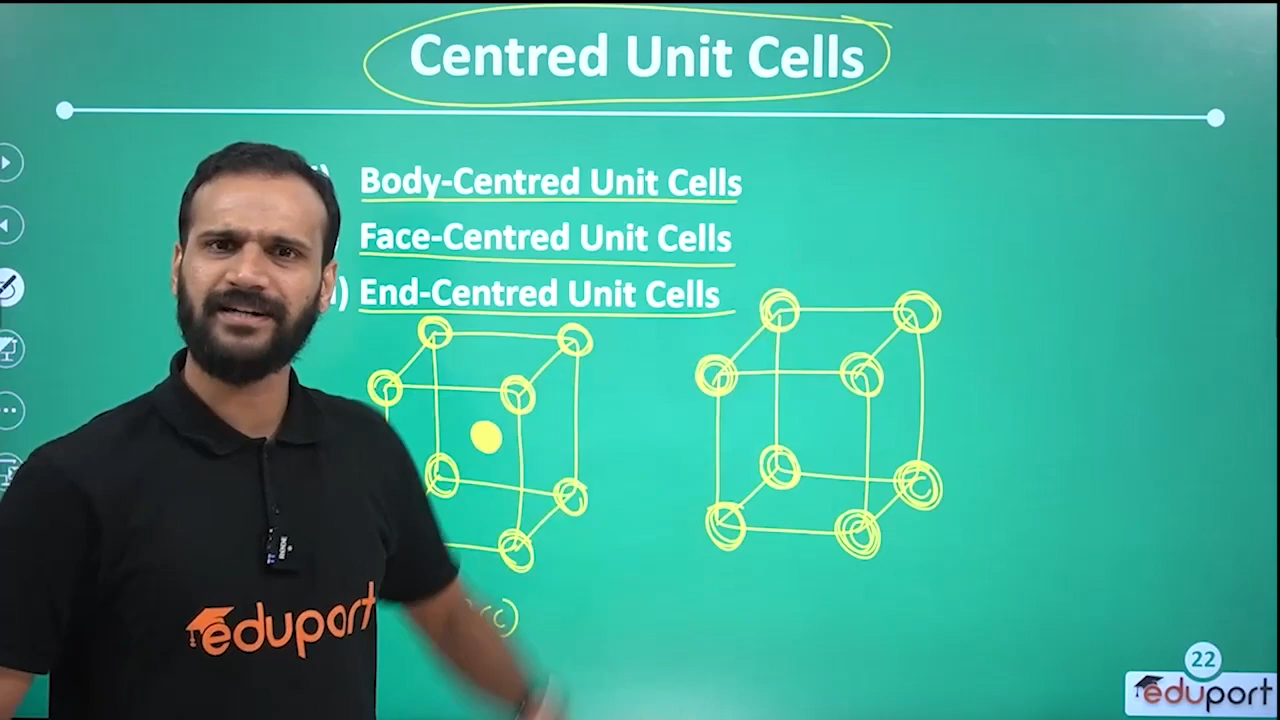 Centred Unit Cells
Body-Centred Unit Cells
Face-Centred Unit Cells
End-Centred Unit Cells
eduport
22
eduport